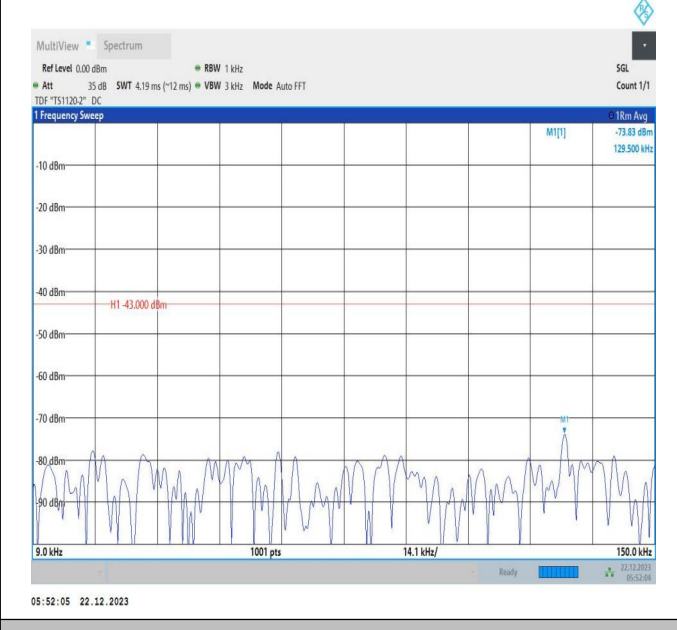 R S
MultiView Spectrum
Ref Level 0.00 dBm RBW 1 kHz SGL
Att 35 dB SWT 4.19 ms (~12 ms) VBW 3 kHz Mode Auto FFT Count 1/1
TDF "TS1120-2" DC
1 Frequency Sweep 1Rm Avg
M1[1] -73.83 dBm
129.500 kHz
-10 dBm
-20 dBm
-30 dBm
-40 dBm
H1 -43.000 dBm
-50 dBm
-60 dBm
-70 dBm
M1
-80 dBm
-90 dBm
9.0 kHz 1001 pts 14.1 kHz/ 150.0 kHz
Ready 22.12.2023
05:52:04
05:52:05 22.12.2023